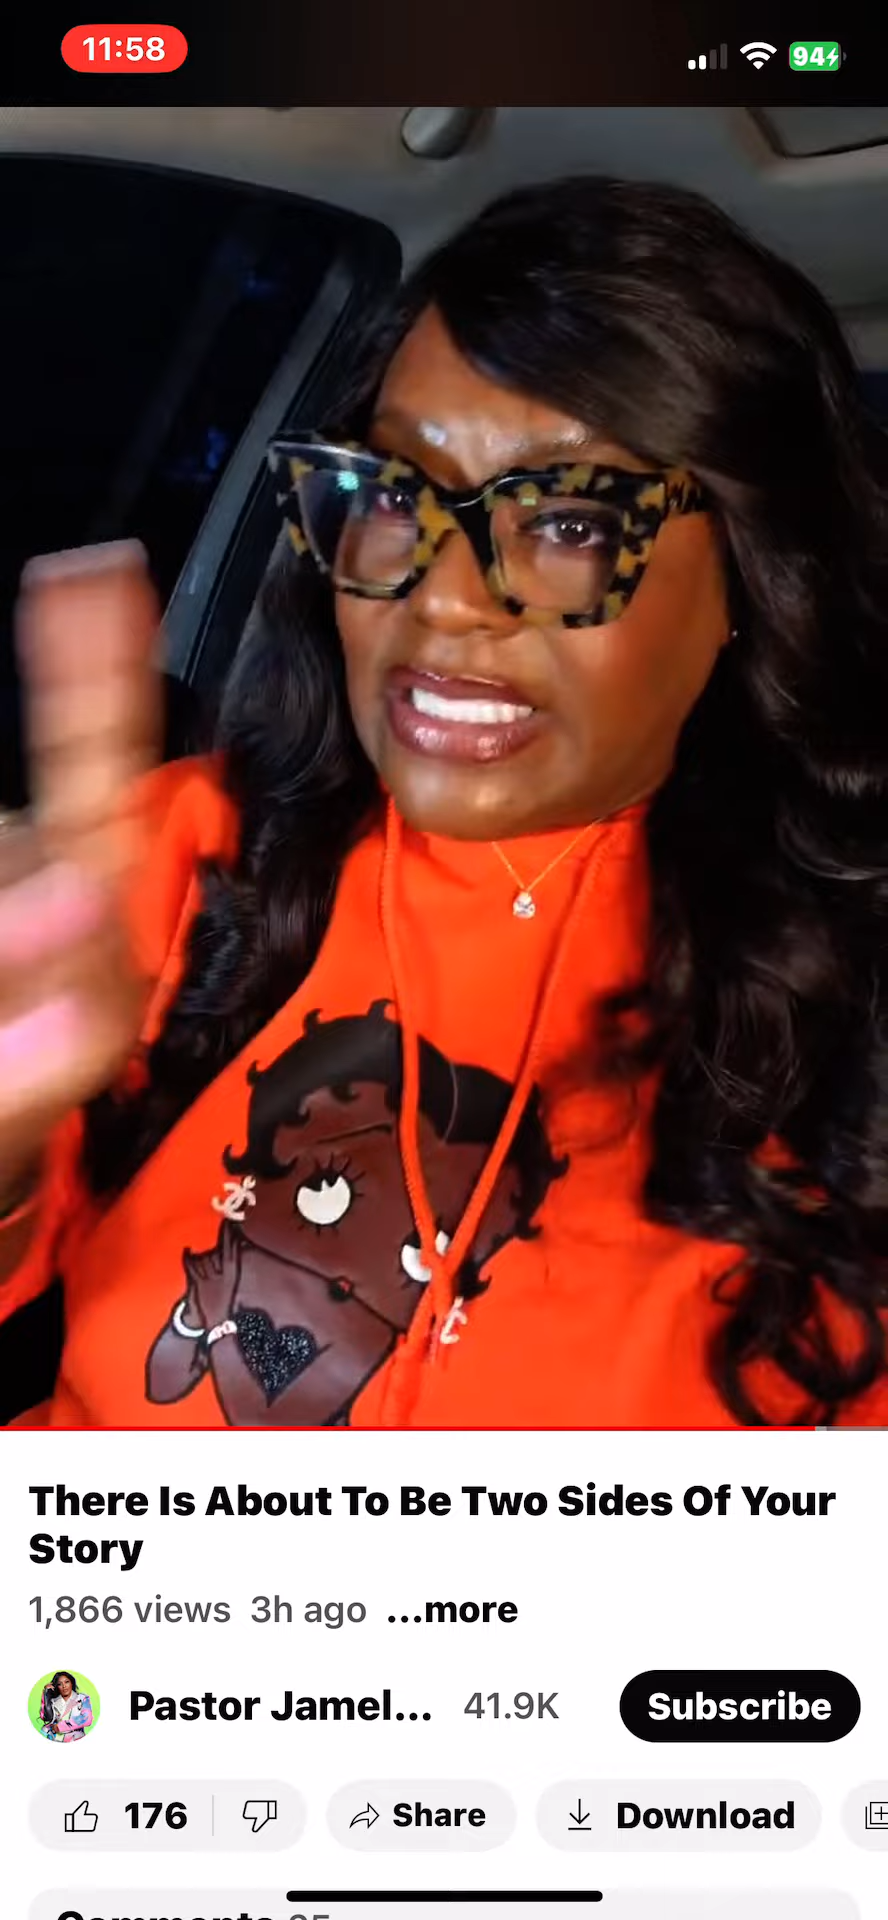 11:58
94
There Is About To Be Two Sides Of Your
Story
1,866 views 3h ago ...more
Pastor Jamel... 41.9K Subscribe
176 Share Download